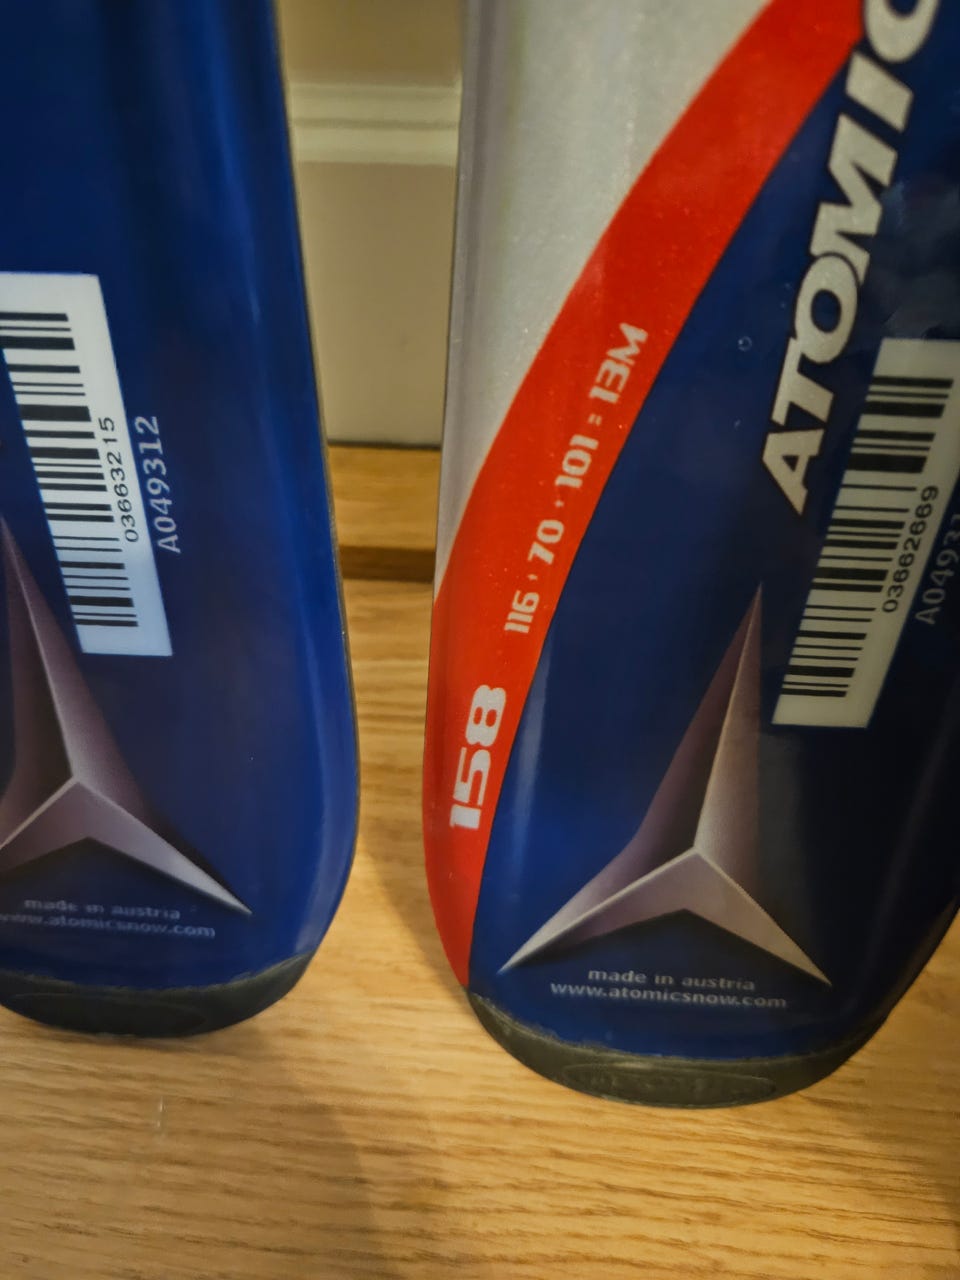 03663215
A049312
made in austria
www.atomicsnow.com
ATOMIC
116 · 70 · 101 = 13M
158
03662669
made in austria
www.atomicsnow.com